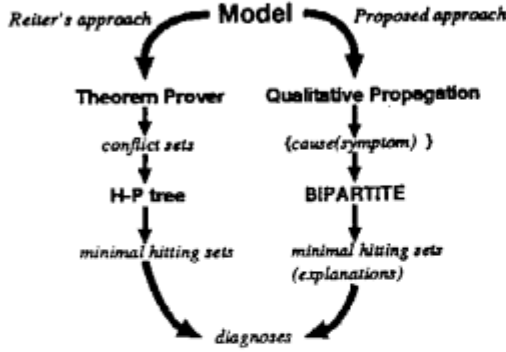 Reiter's approach Model Proposed approach
Theorem Prover Qualitative Propagation
conflict sets {cause(symptom) }
H-P tree BIPARTITE
minimal hitting sets minimal hitting sets
(explanations)
diagnoses